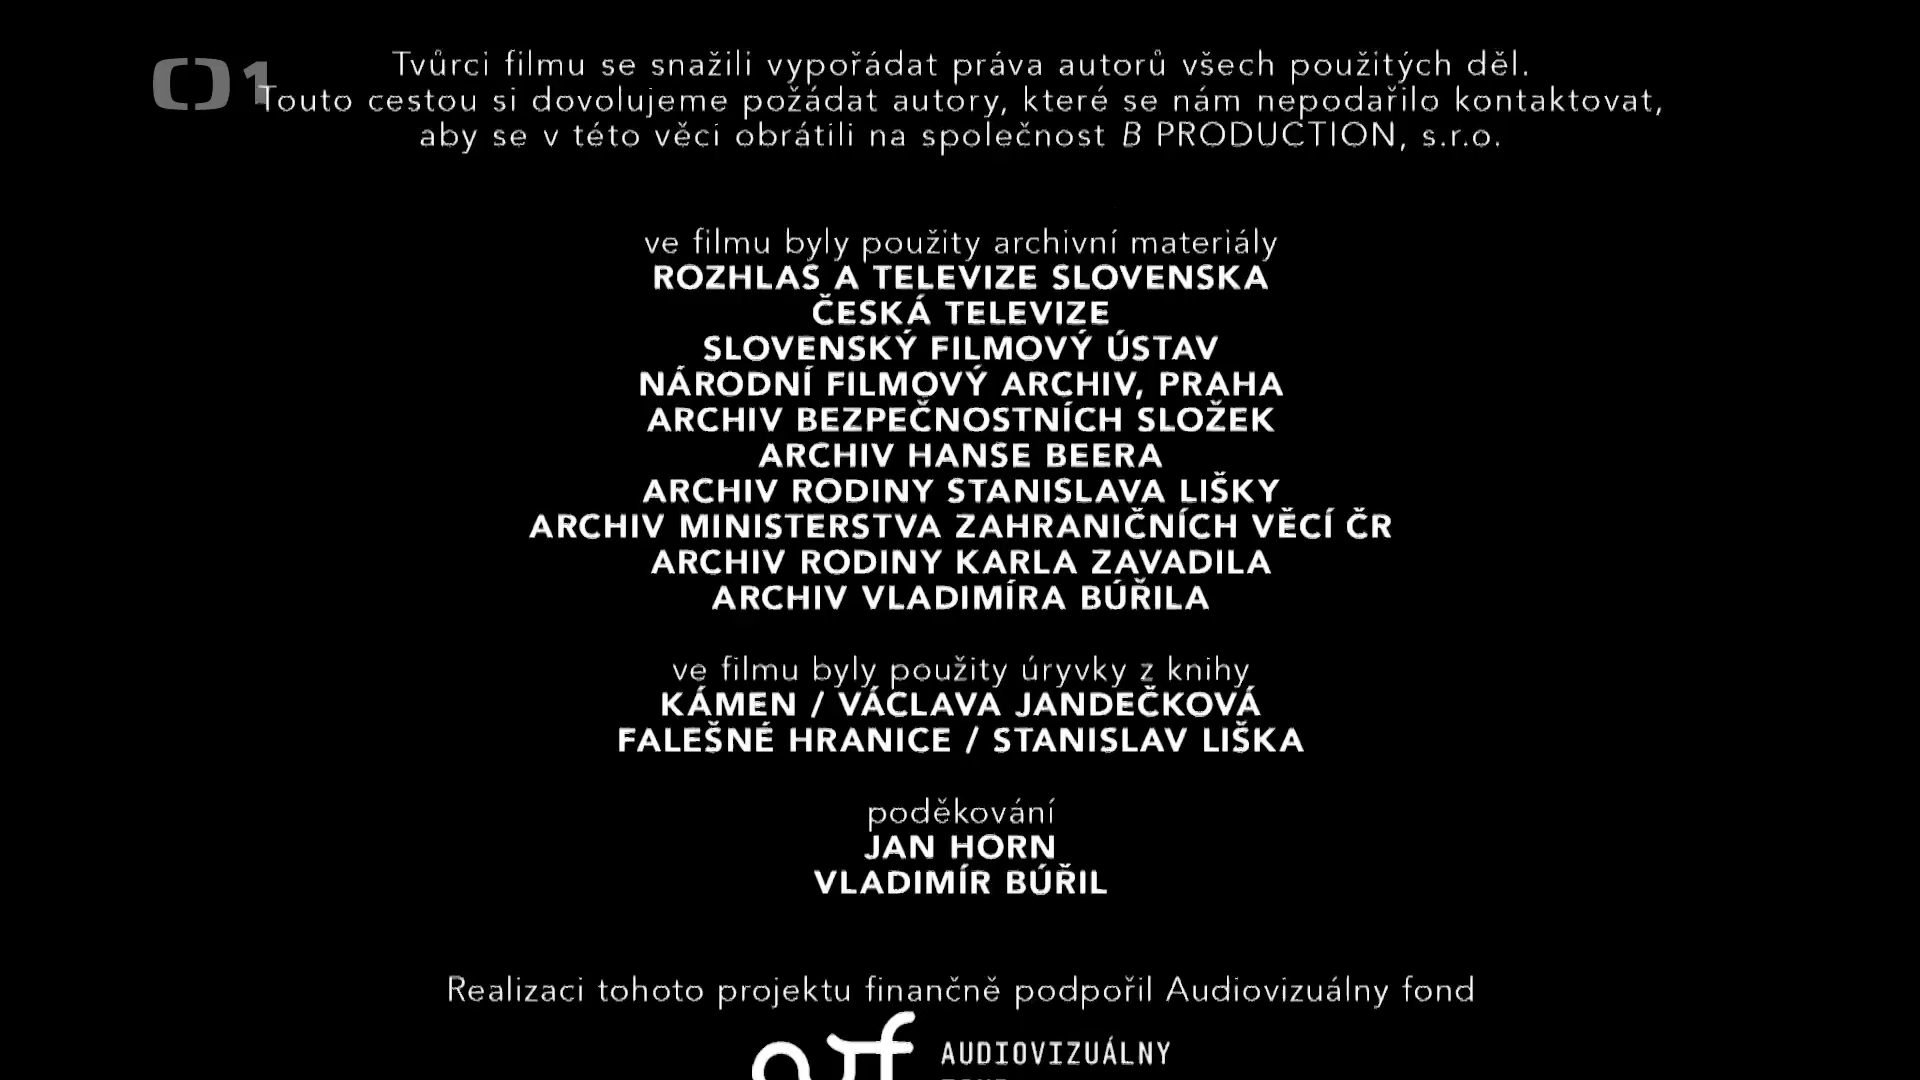 Tvůrci filmu se snažili vypořádat práva autorů všech použitých děl.
1
Touto cestou si dovolujeme požádat autory, které se nám nepodařilo kontaktovat,
aby se v této věci obrátili na společnost B PRODUCTION, s.r.o.
ve filmu byly použity archivní materiály
ROZHLAS A TELEVIZE SLOVENSKA
ČESKÁ TELEVIZE
SLOVENSKÝ FILMOVÝ ÚSTAV
NÁRODNÍ FILMOVÝ ARCHIV, PRAHA
ARCHIV BEZPEČNOSTNÍCH SLOŽEK
ARCHIV HANSE BEERA
ARCHIV RODINY STANISLAVA LIŠKY
ARCHIV MINISTERSTVA ZAHRANIČNÍCH VĚCÍ ČR
ARCHIV RODINY KARLA ZAVADILA
ARCHIV VLADIMÍRA BÚŘILA
ve filmu byly použity úryvky z knihy
KÁMEN / VÁCLAVA JANDEČKOVÁ
FALEŠNÉ HRANICE / STANISLAV LIŠKA
poděkování
JAN HORN
VLADIMÍR BÚŘIL
Realizaci tohoto projektu finančně podpořil Audiovizuálny fond
AUDIOVIZUÁLNY